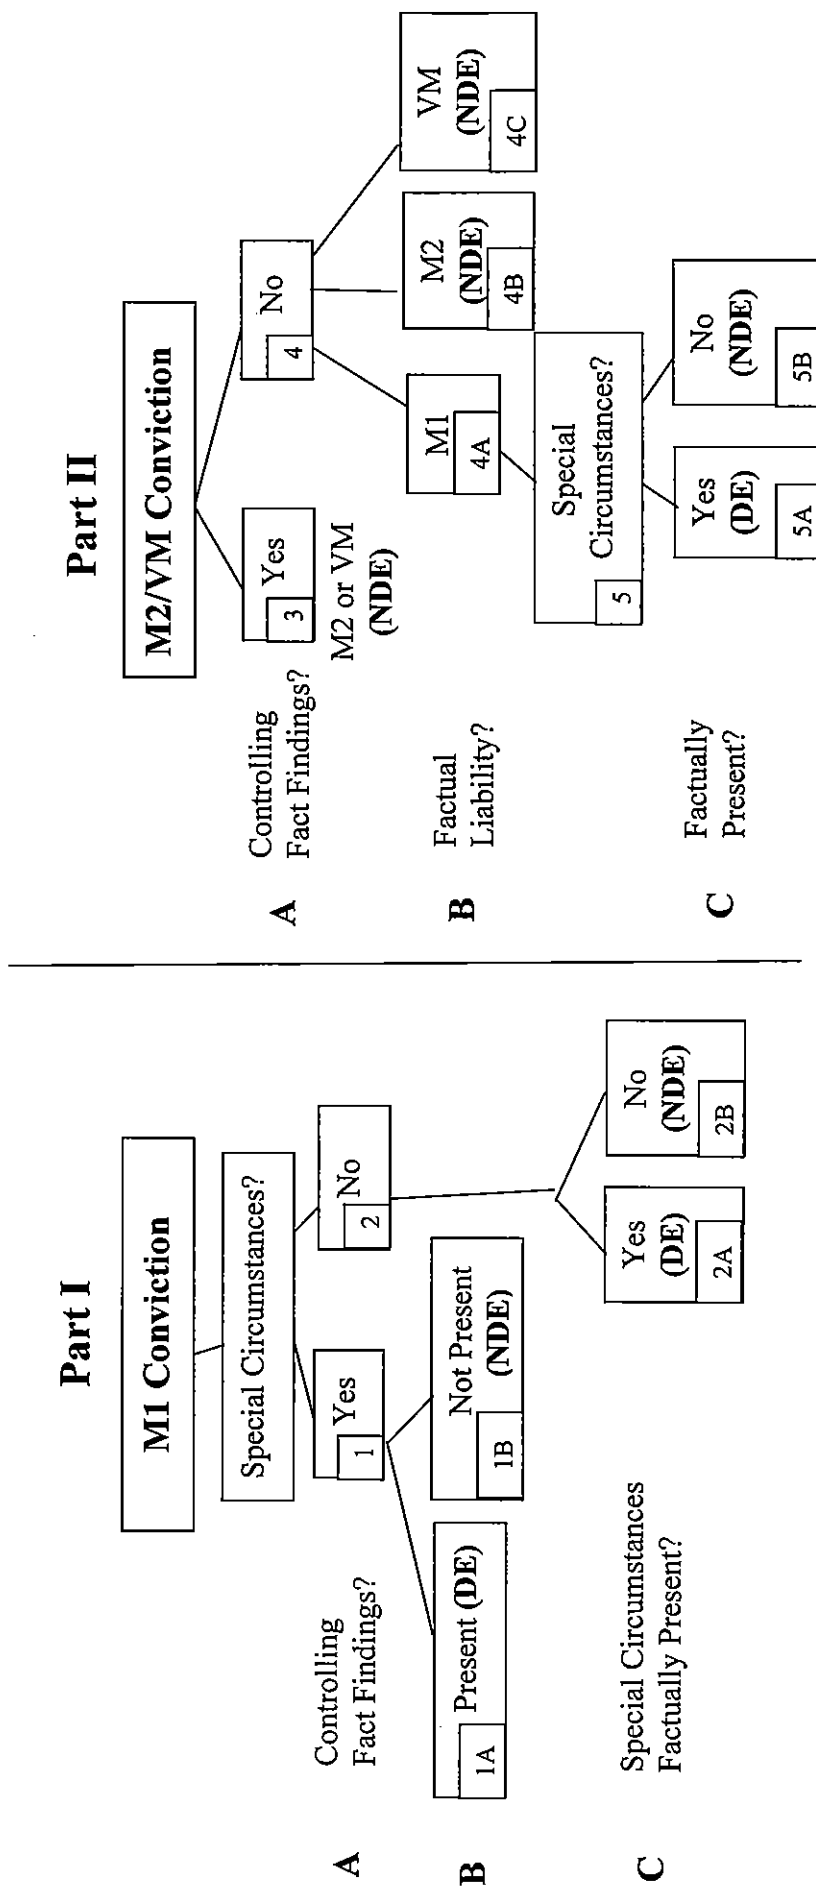 Part I
M1 Conviction
Special Circumstances?
A
Controlling
Fact Findings?
Yes
1
No
2
B
Present (DE)
1A
Not Present
(NDE)
1B
C
Special Circumstances
Factually Present?
Yes
(DE)
2A
No
(NDE)
2B
Part II
M2/VM Conviction
A
Controlling
Fact Findings?
Yes
3
M2 or VM
(NDE)
No
4
B
Factual
Liability?
M1
4A
M2
(NDE)
4B
VM
(NDE)
4C
Special
Circumstances?
5
C
Factually
Present?
Yes
(DE)
5A
No
(NDE)
5B